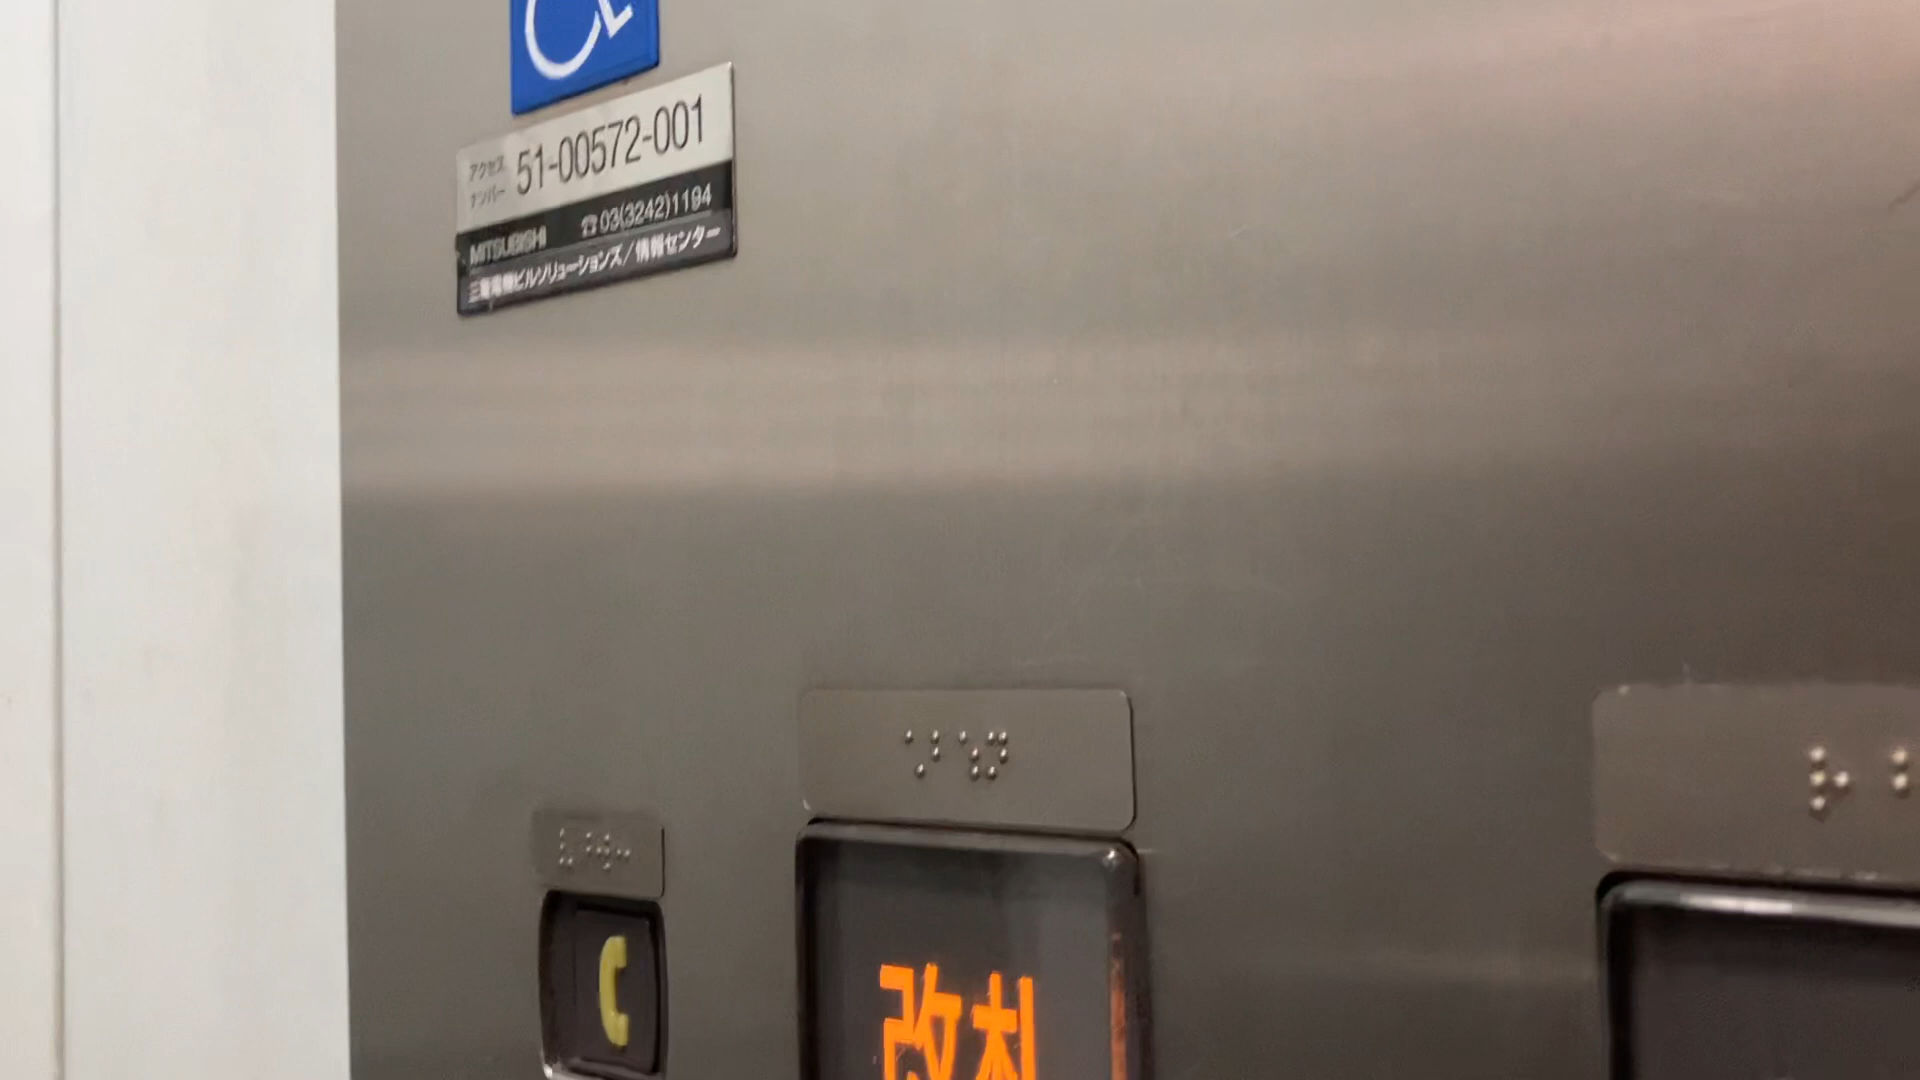 アクセス
ナンバー
51-00572-001
MITSUBISHI ☎03(3242)1194
三菱電機ビルソリューションズ/情報センター
改札